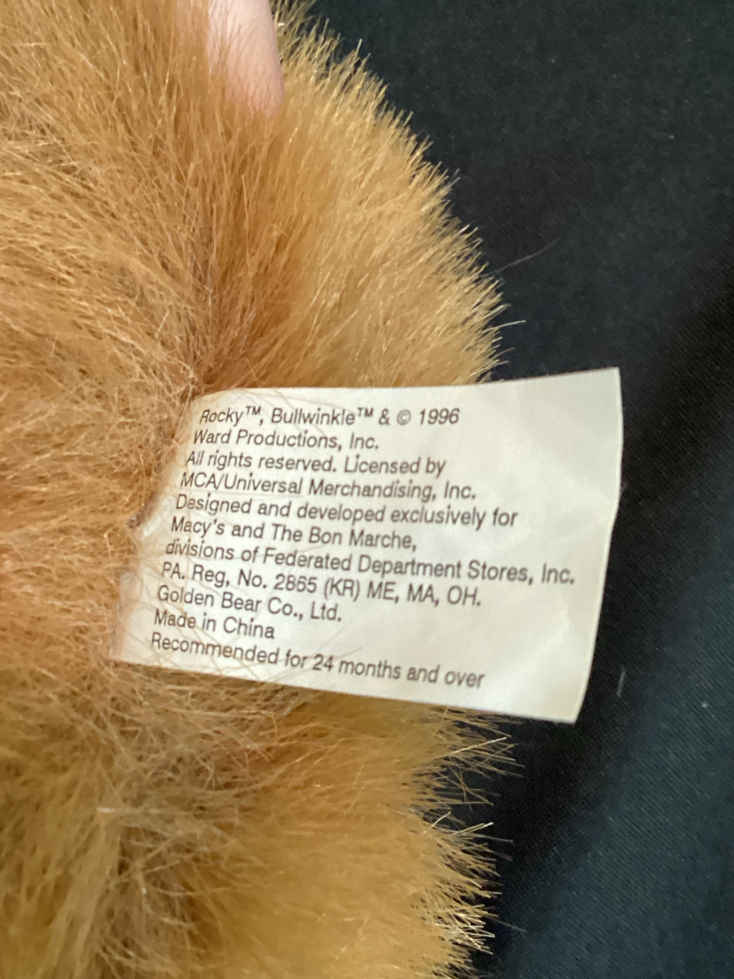 Rocky™, Bullwinkle™ & © 1996
Ward Productions, Inc.
All rights reserved. Licensed by
MCA/Universal Merchandising, Inc.
Designed and developed exclusively for
Macy's and The Bon Marche,
divisions of Federated Department Stores, Inc.
PA. Reg, No. 2865 (KR) ME, MA, OH.
Golden Bear Co., Ltd.
Made in China
Recommended for 24 months and over